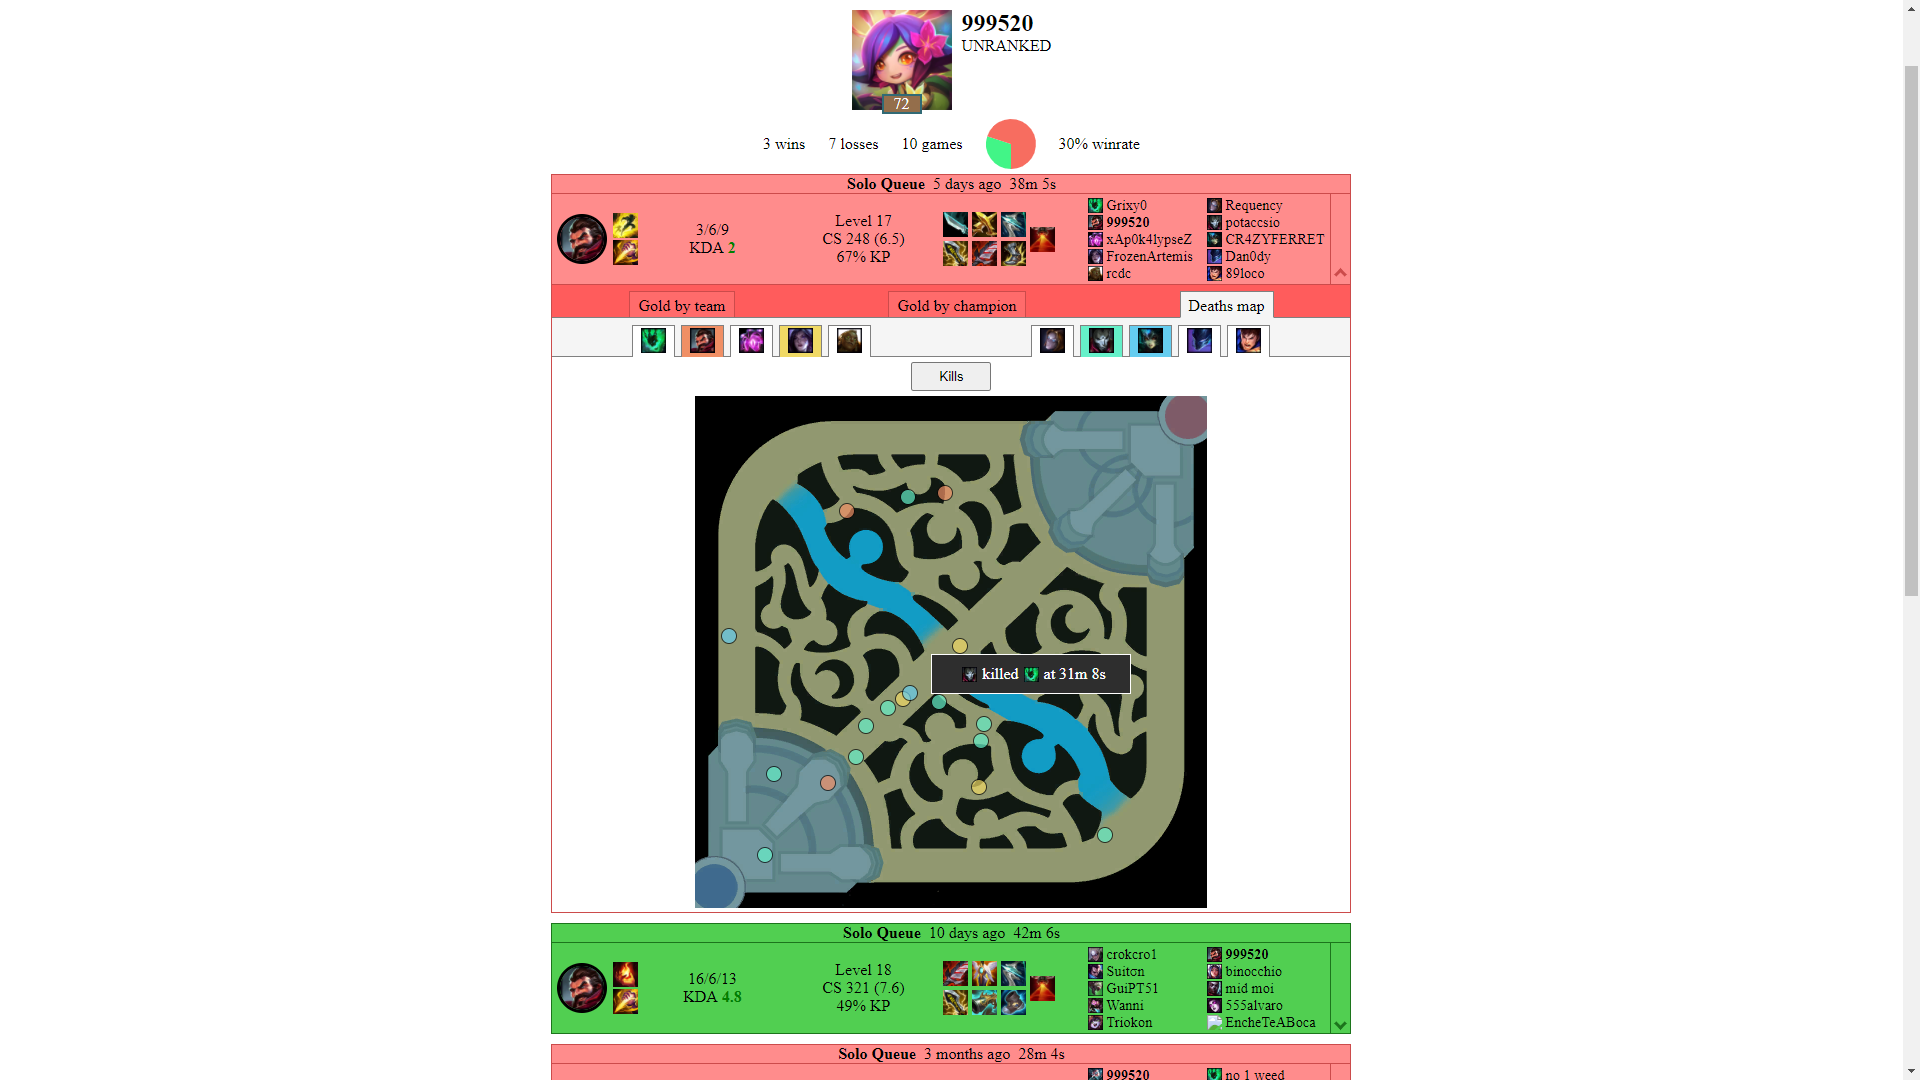 999520
UNRANKED
72
3 wins 7 losses 10 games 30% winrate
Solo Queue 5 days ago 38m 5s
3/6/9
KDA 2
Level 17
CS 248 (6.5)
67% KP
Grixy0
999520
xAp0k4lypseZ
FrozenArtemis
rcdc
Requency
potaccsio
CR4ZYFERRET
Dan0dy
89loco
Gold by team
Gold by champion
Deaths map
Kills
killed at 31m 8s
Solo Queue 10 days ago 42m 6s
16/6/13
KDA 4.8
Level 18
CS 321 (7.6)
49% KP
crokcro1
Suitσn
GuiPT51
Wanni
Triokon
999520
binocchio
mid moi
555alvaro
EncheTeABoca
Solo Queue 3 months ago 28m 4s
999520
no 1 weed